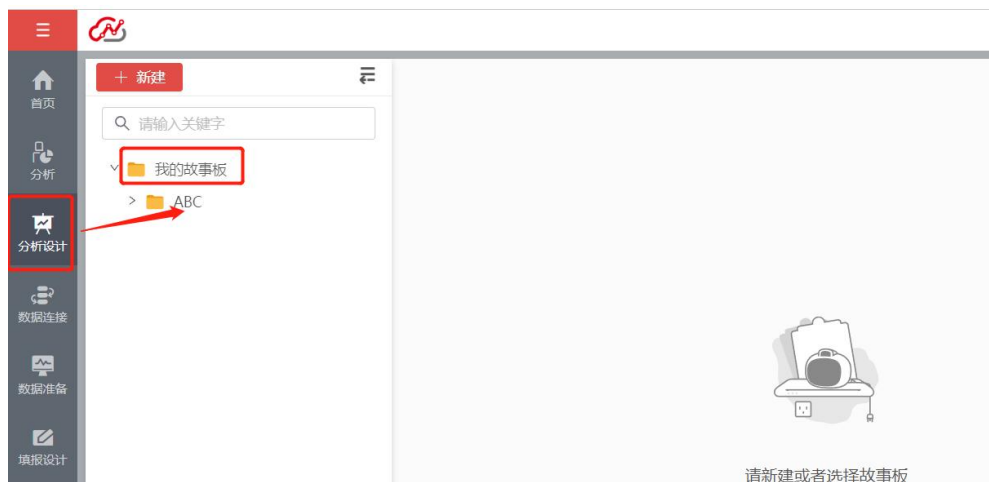 首页
分析
分析设计
数据连接
数据准备
填报设计
+ 新建
请输入关键字
我的故事板
ABC
请新建或者选择故事板